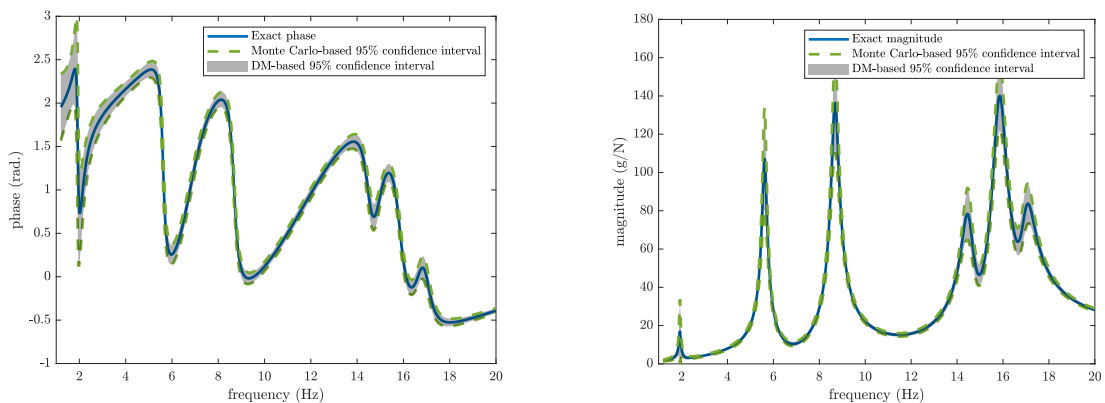 3
2.5
2
1.5
1
0.5
0
-0.5
-1
phase (rad.)
Exact phase
Monte Carlo-based 95% confidence interval
DM-based 95% confidence interval
2 4 6 8 10 12 14 16 18 20
frequency (Hz)
180
160
140
120
100
80
60
40
20
0
magnitude (g/N)
Exact magnitude
Monte Carlo-based 95% confidence interval
DM-based 95% confidence interval
2 4 6 8 10 12 14 16 18 20
frequency (Hz)